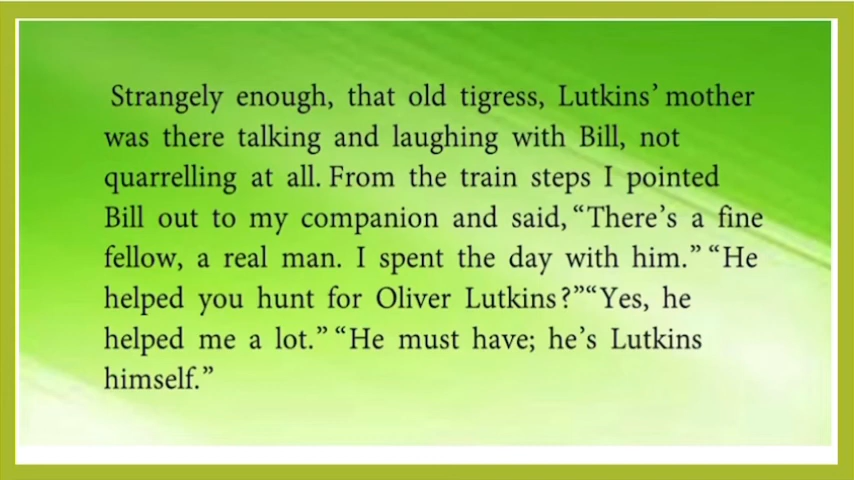 Strangely enough, that old tigress, Lutkins’ mother
was there talking and laughing with Bill, not
quarrelling at all. From the train steps I pointed
Bill out to my companion and said, “There’s a fine
fellow, a real man. I spent the day with him.” “He
helped you hunt for Oliver Lutkins?”“Yes, he
helped me a lot.” “He must have; he’s Lutkins
himself.”